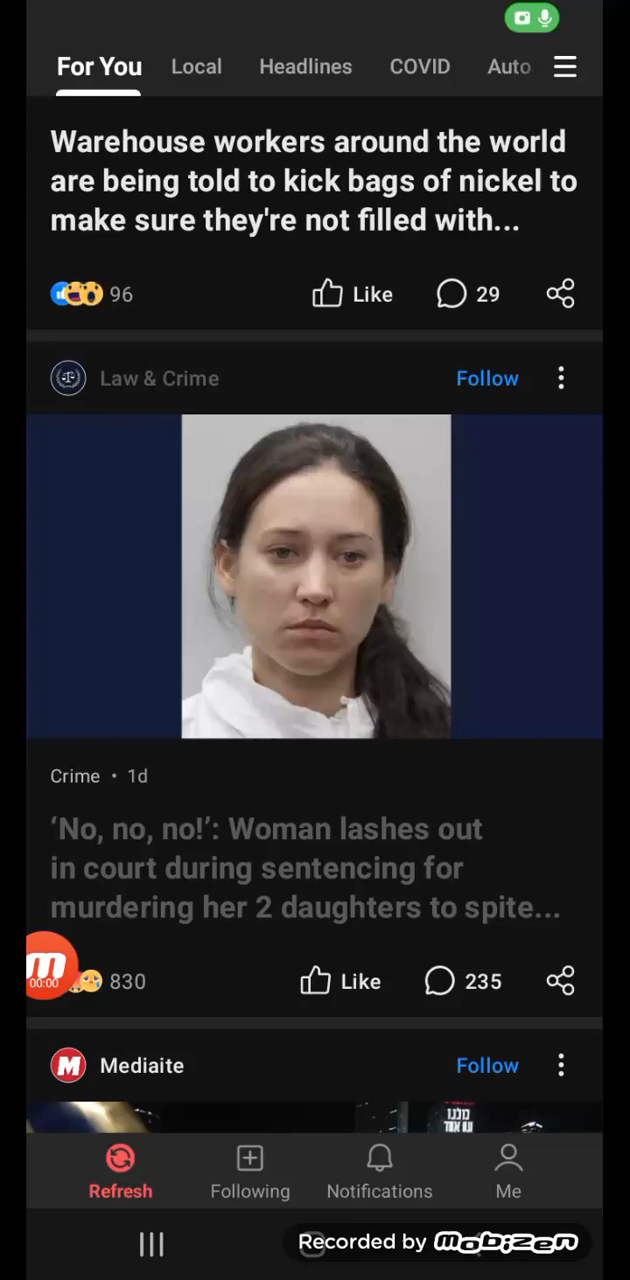 For You Local Headlines COVID Auto
Warehouse workers around the world
are being told to kick bags of nickel to
make sure they're not filled with...
96 Like 29
Law & Crime Follow
Crime • 1d
‘No, no, no!’: Woman lashes out
in court during sentencing for
murdering her 2 daughters to spite...
00:00
830 Like 235
M Mediaite Follow
Refresh Following Notifications Me
Recorded by mobizen